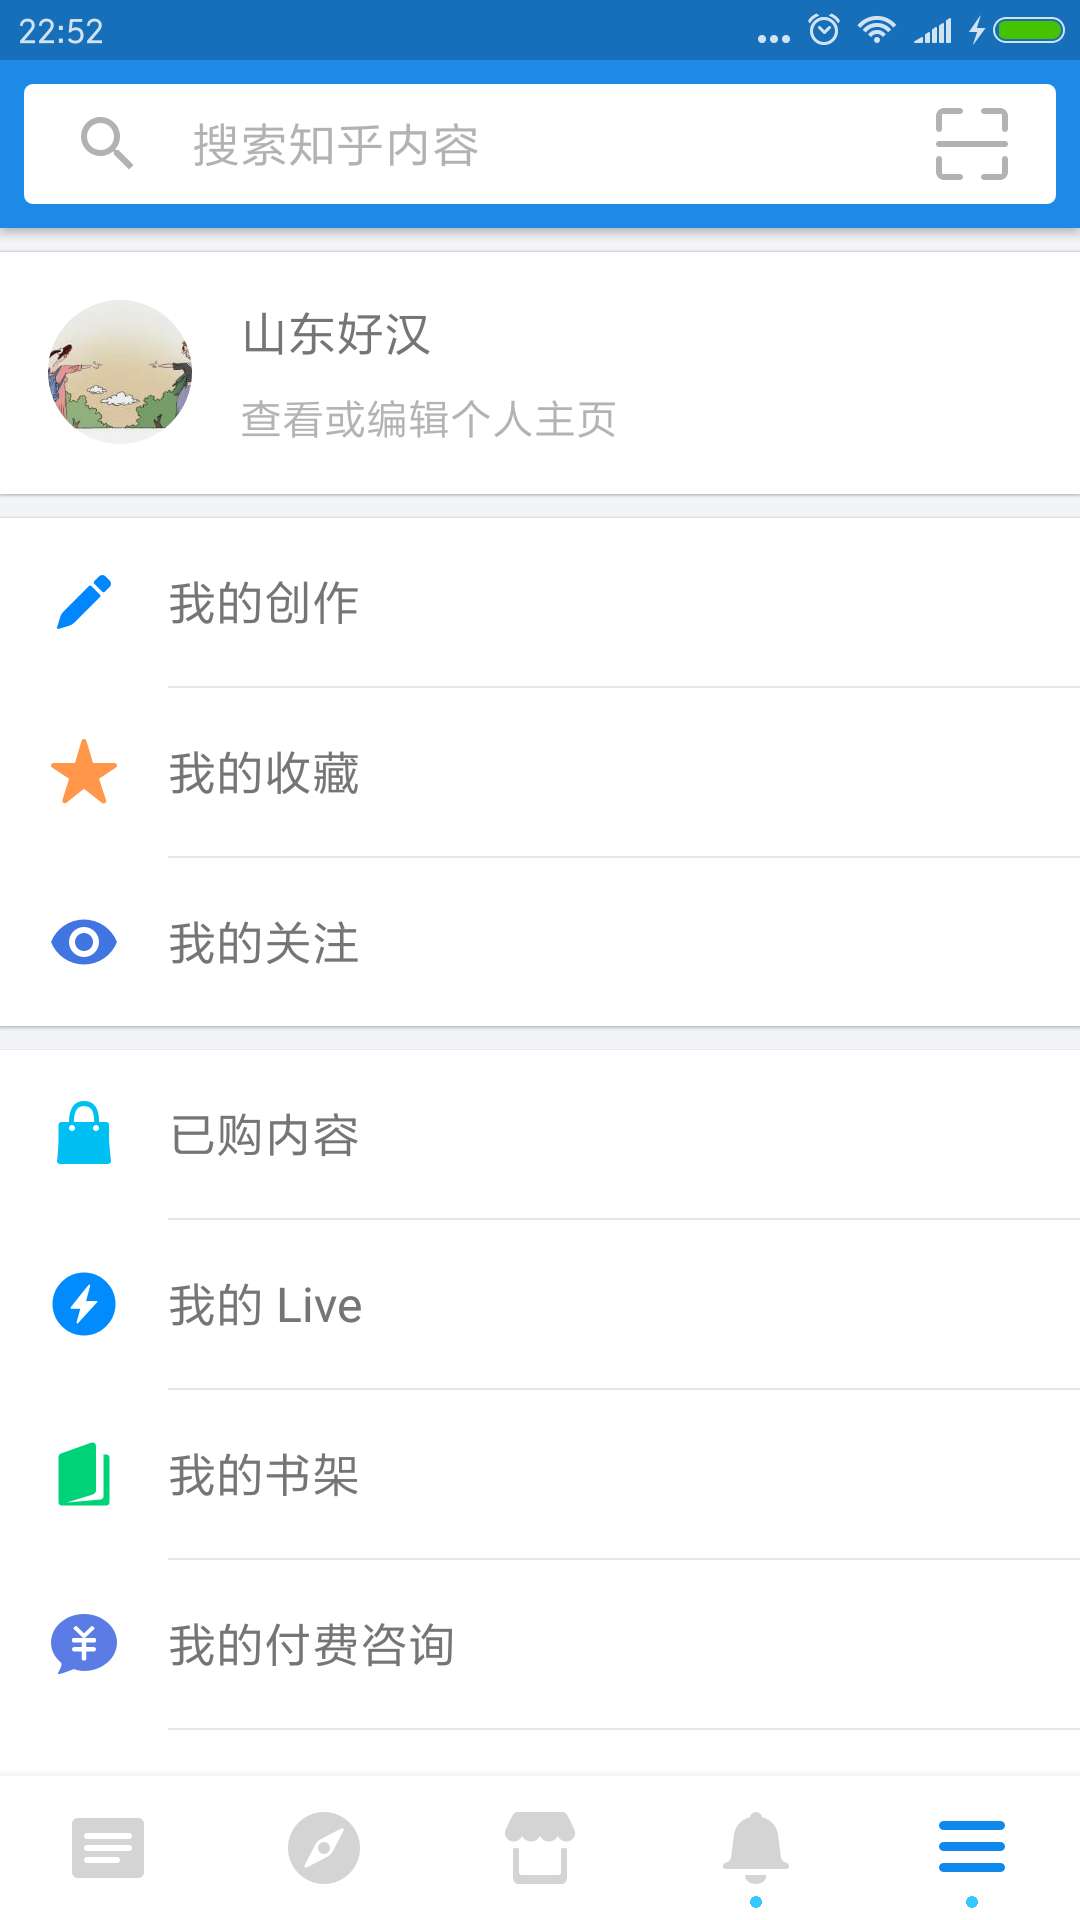 22:52
搜索知乎内容
山东好汉
查看或编辑个人主页
我的创作
我的收藏
我的关注
已购内容
我的 Live
我的书架
我的付费咨询